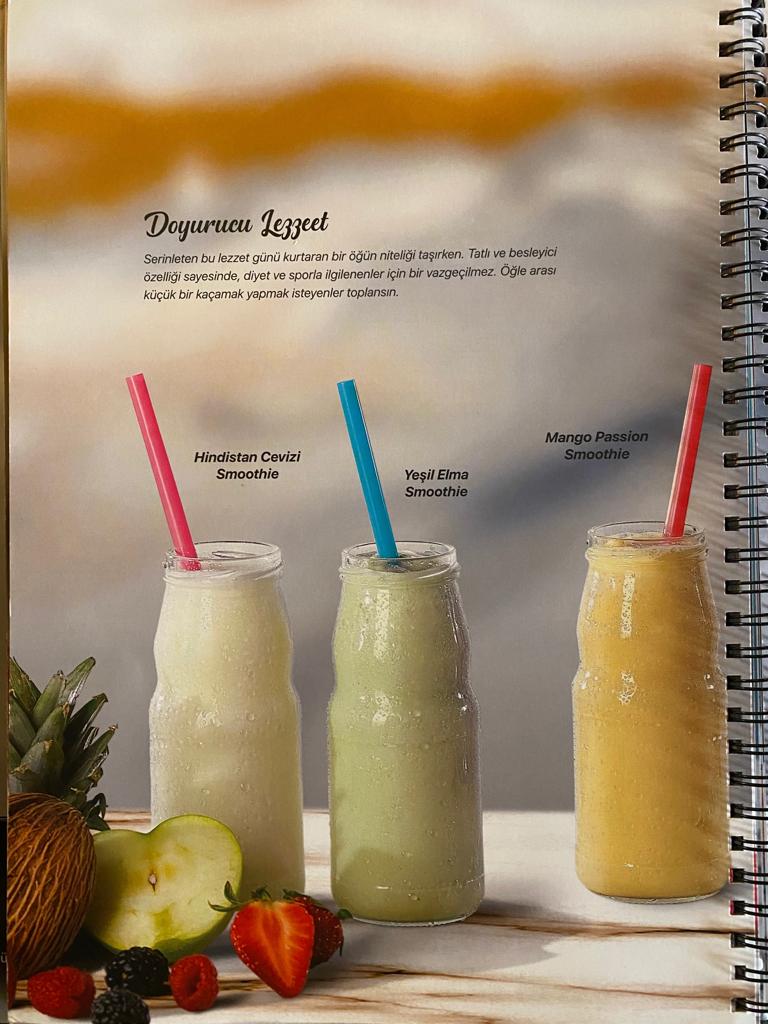 Doyurucu Lezzeet
Serinleten bu lezzet günü kurtaran bir öğün niteliği taşırken. Tatlı ve besleyici
özelliği sayesinde, diyet ve sporla ilgilenenler için bir vazgeçilmez. Öğle arası
küçük bir kaçamak yapmak isteyenler toplansın.
Hindistan Cevizi
Smoothie
Yeşil Elma
Smoothie
Mango Passion
Smoothie